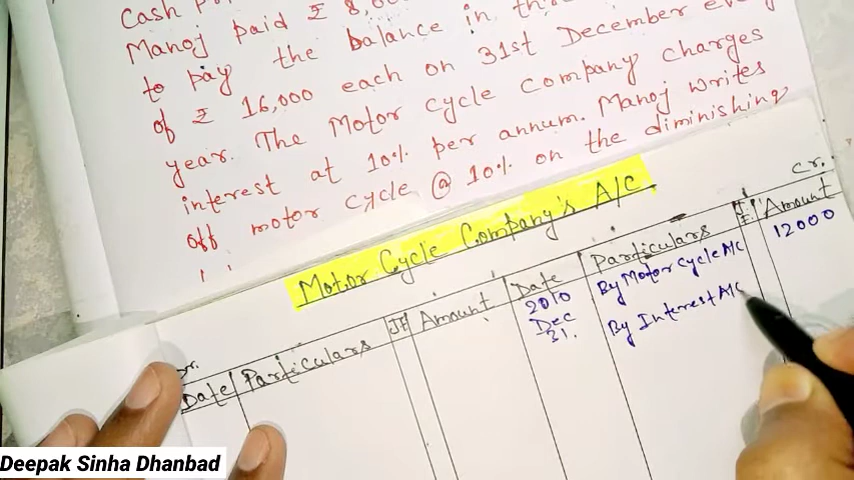 Cash
Manoj paid ₹ 8,0
to pay the balance in
of ₹ 16,000 each on 31st December every
year. The Motor Cycle Company charges
interest at 10% per annum. Manoj writes
off motor cycle @ 10% on the diminishing
Motor Cycle Company's A/C
Cr.
Date Particulars J.F. Amount Date Particulars J.F. Amount
2010 By Motor Cycle A/C 12000
Dec
31. By Interest A/C
Deepak Sinha Dhanbad